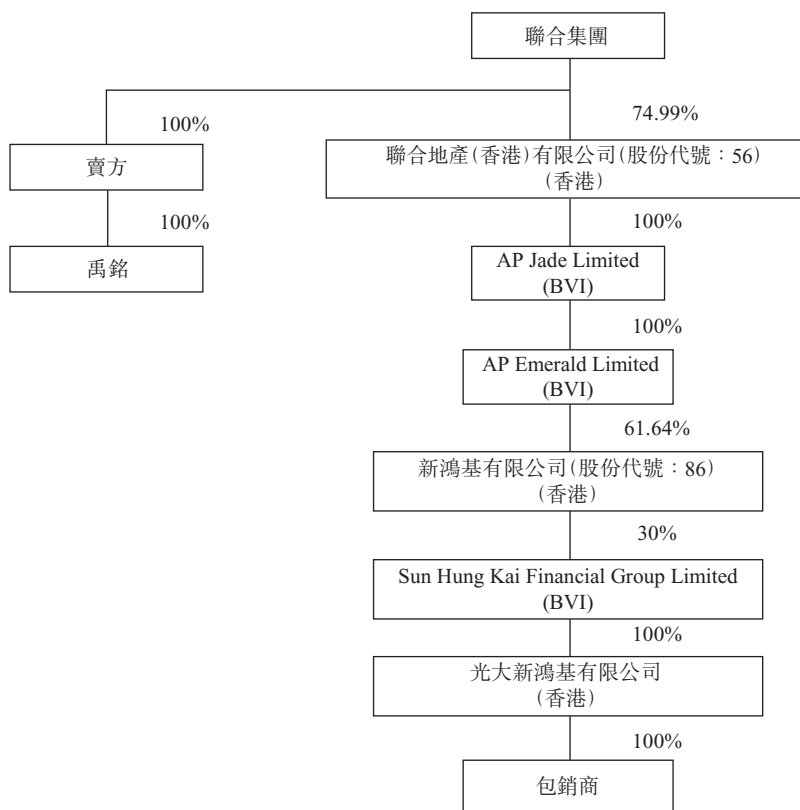 聯合集團
100%
74.99%
賣方
聯合地產(香港)有限公司(股份代號：56)
(香港)
100%
100%
禹銘
AP Jade Limited
(BVI)
100%
AP Emerald Limited
(BVI)
61.64%
新鴻基有限公司(股份代號：86)
(香港)
30%
Sun Hung Kai Financial Group Limited
(BVI)
100%
光大新鴻基有限公司
(香港)
100%
包銷商